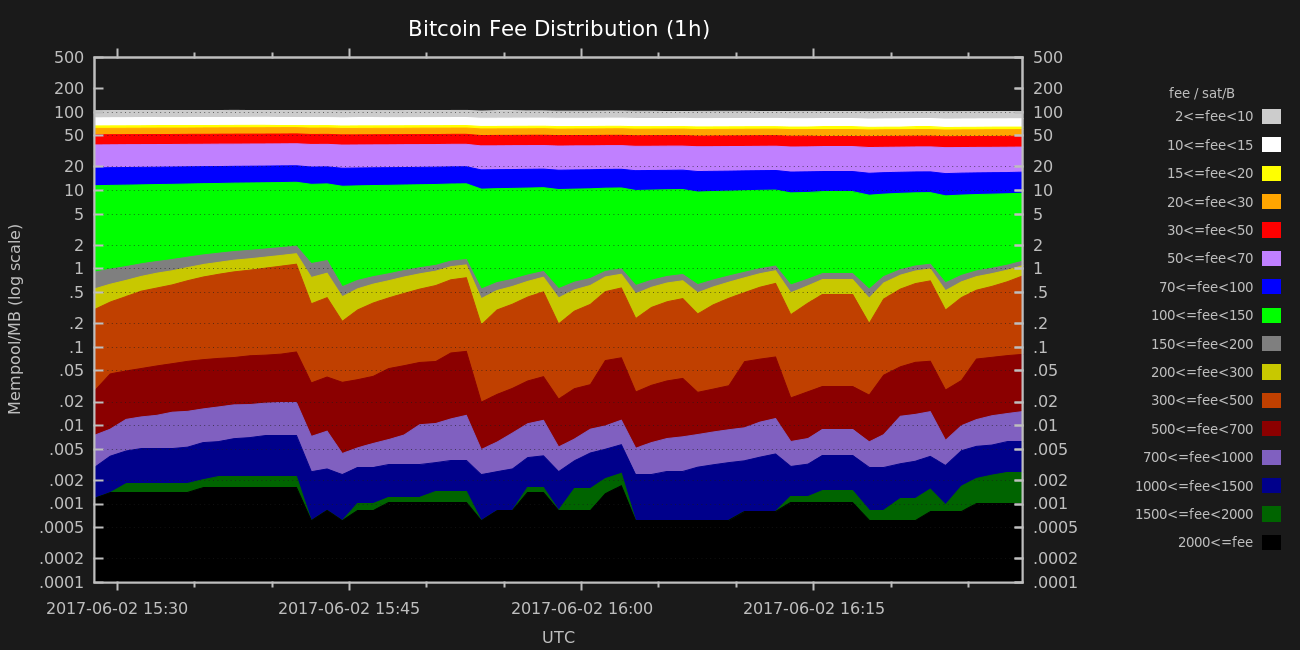 Bitcoin Fee Distribution (1h)
Mempool/MB (log scale)
500
200
100
50
20
10
5
2
1
.5
.2
.1
.05
.02
.01
.005
.002
.001
.0005
.0002
.0001
500
200
100
50
20
10
5
2
1
.5
.2
.1
.05
.02
.01
.005
.002
.001
.0005
.0002
.0001
2017-06-02 15:30 2017-06-02 15:45 2017-06-02 16:00 2017-06-02 16:15
UTC
fee / sat/B
2<=fee<10
10<=fee<15
15<=fee<20
20<=fee<30
30<=fee<50
50<=fee<70
70<=fee<100
100<=fee<150
150<=fee<200
200<=fee<300
300<=fee<500
500<=fee<700
700<=fee<1000
1000<=fee<1500
1500<=fee<2000
2000<=fee